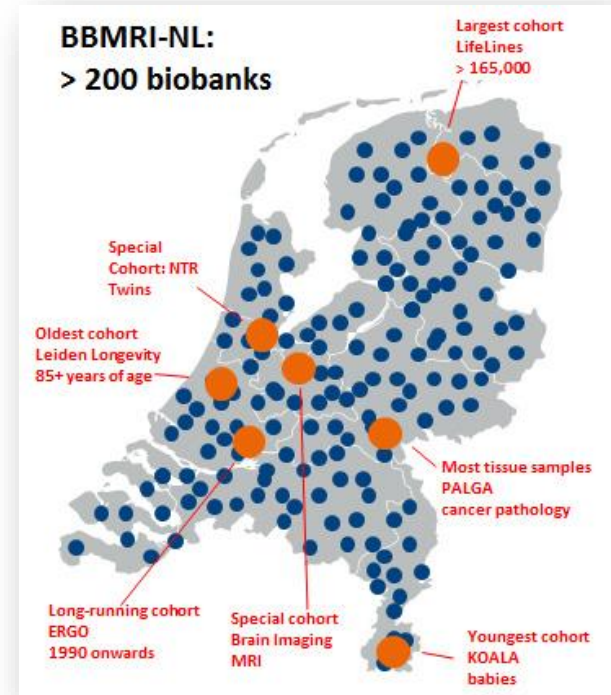 BBMRI-NL:
> 200 biobanks
Largest cohort
LifeLines
> 165,000
Special
Cohort: NTR
Twins
Oldest cohort
Leiden Longevity
85+ years of age
Most tissue samples
PALGA
cancer pathology
Long-running cohort
ERGO
1990 onwards
Special cohort
Brain Imaging
MRI
Youngest cohort
KOALA
babies